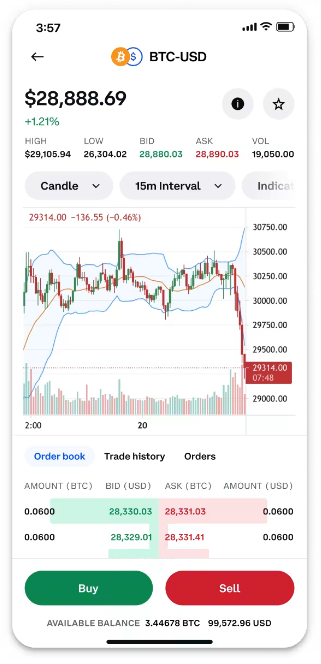 3:57
BTC-USD
$28,888.69
+1.21%
HIGH LOW BID ASK VOL
$29,105.94 26,304.02 28,880.03 28,890.03 19,050.00
Candle 15m Interval Indicat
29314.00 −136.55 (−0.46%)
30750.00
30500.00
30250.00
30000.00
29750.00
29500.00
29314.00
07:48
29000.00
2:00 20
Order book Trade history Orders
AMOUNT (BTC) BID (USD) ASK (BTC) AMOUNT (USD)
0.0600 28,330.03 28,331.03 0.0600
0.0600 28,329.01 28,331.41 0.0600
Buy Sell
AVAILABLE BALANCE 3.44678 BTC 99,572.96 USD